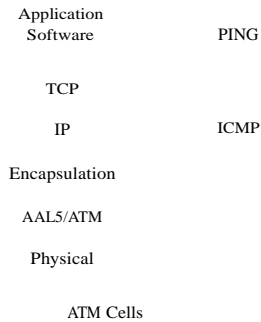 Application
Software PING
TCP
IP ICMP
Encapsulation
AAL5/ATM
Physical
ATM Cells